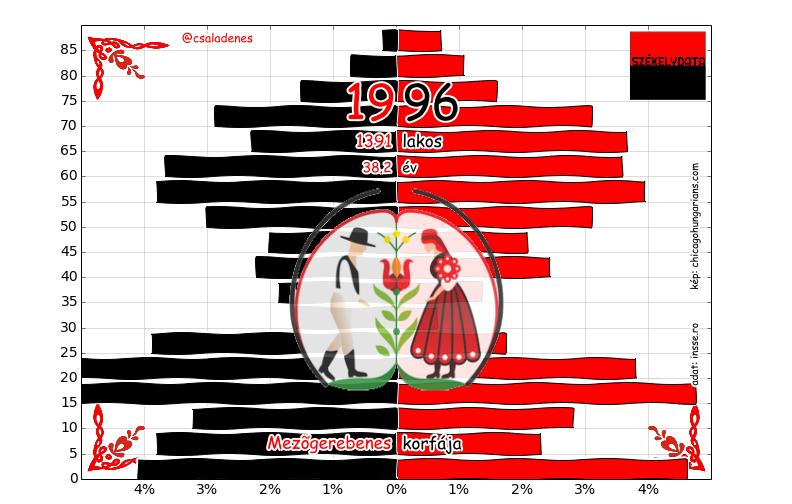 @csaladenes
SZÉKELYDATA
1996
1391 lakos
38,2 év
kép: chicagohungarians.com
adat: insse.ro
Mezõgerebenes korfája
85
80
75
70
65
60
55
50
45
40
35
30
25
20
15
10
5
0
4% 3% 2% 1% 0% 1% 2% 3% 4%